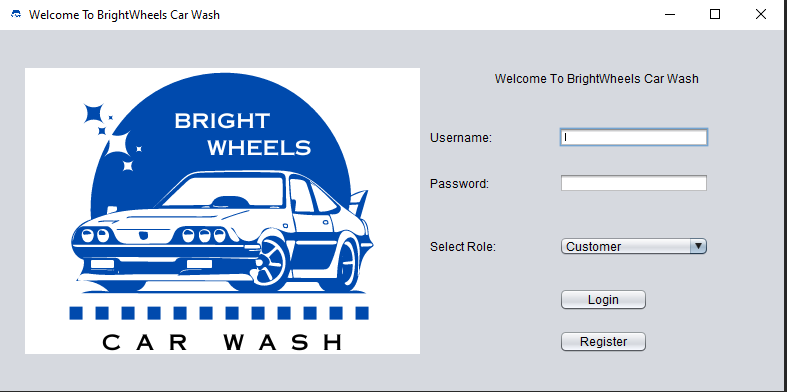 Welcome To BrightWheels Car Wash
BRIGHT
WHEELS
CAR WASH
Welcome To BrightWheels Car Wash
Username:
Password:
Select Role: Customer
Login
Register